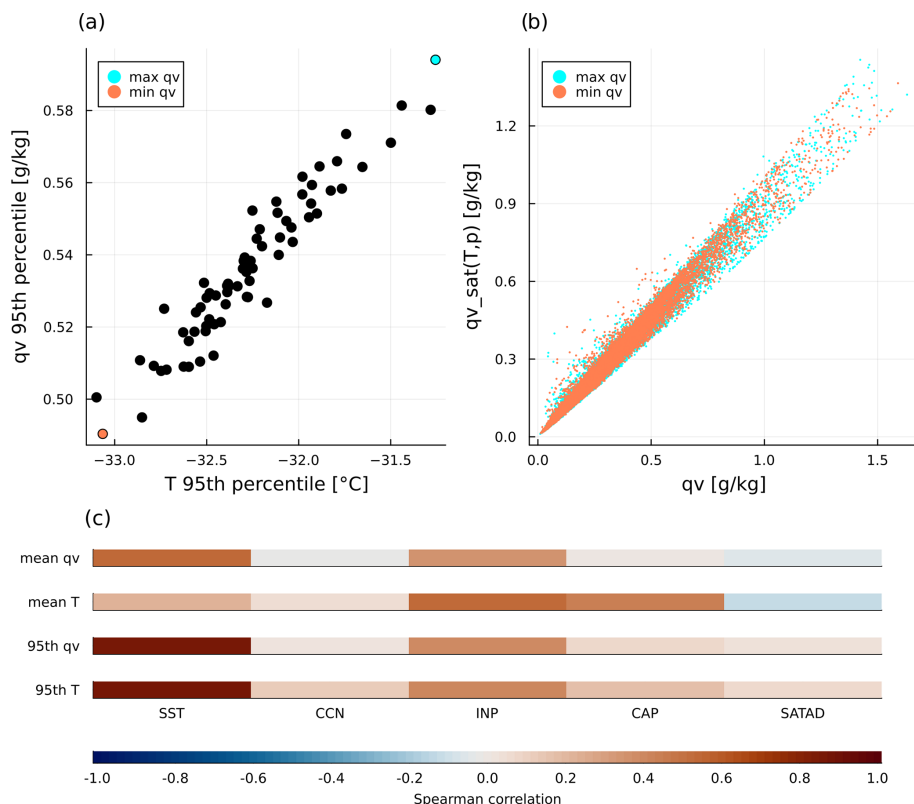 (a)
max qv
min qv
qv 95th percentile [g/kg]
0.58
0.56
0.54
0.52
0.50
−33.0 −32.5 −32.0 −31.5
T 95th percentile [°C]
(b)
max qv
min qv
qv_sat(T,p) [g/kg]
1.2
0.9
0.6
0.3
0.0
0.0 0.5 1.0 1.5
qv [g/kg]
(c)
mean qv
mean T
95th qv
95th T
SST CCN INP CAP SATAD
-1.0 -0.8 -0.6 -0.4 -0.2 0.0 0.2 0.4 0.6 0.8 1.0
Spearman correlation